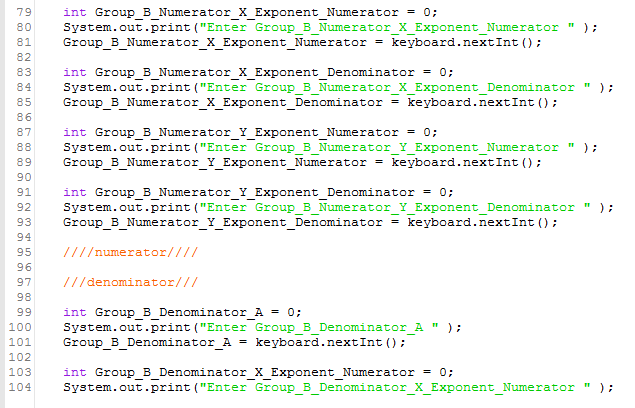 79 int Group_B_Numerator_X_Exponent_Numerator = 0;
80 System.out.print("Enter Group_B_Numerator_X_Exponent_Numerator " );
81 Group_B_Numerator_X_Exponent_Numerator = keyboard.nextInt();
82
83 int Group_B_Numerator_X_Exponent_Denominator = 0;
84 System.out.print("Enter Group_B_Numerator_X_Exponent_Denominator " );
85 Group_B_Numerator_X_Exponent_Denominator = keyboard.nextInt();
86
87 int Group_B_Numerator_Y_Exponent_Numerator = 0;
88 System.out.print("Enter Group_B_Numerator_Y_Exponent_Numerator " );
89 Group_B_Numerator_Y_Exponent_Numerator = keyboard.nextInt();
90
91 int Group_B_Numerator_Y_Exponent_Denominator = 0;
92 System.out.print("Enter Group_B_Numerator_Y_Exponent_Denominator " );
93 Group_B_Numerator_Y_Exponent_Denominator = keyboard.nextInt();
94
95 ////numerator////
96
97 ///denominator///
98
99 int Group_B_Denominator_A = 0;
100 System.out.print("Enter Group_B_Denominator_A " );
101 Group_B_Denominator_A = keyboard.nextInt();
102
103 int Group_B_Denominator_X_Exponent_Numerator = 0;
104 System.out.print("Enter Group_B_Denominator_X_Exponent_Numerator " );